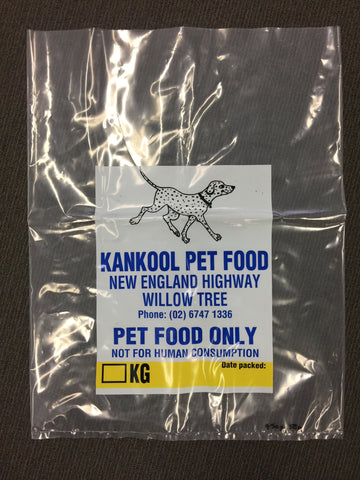 KANKOOL PET FOOD
NEW ENGLAND HIGHWAY
WILLOW TREE
Phone: (02) 6747 1336
PET FOOD ONLY
NOT FOR HUMAN CONSUMPTION
Date packed:
KG